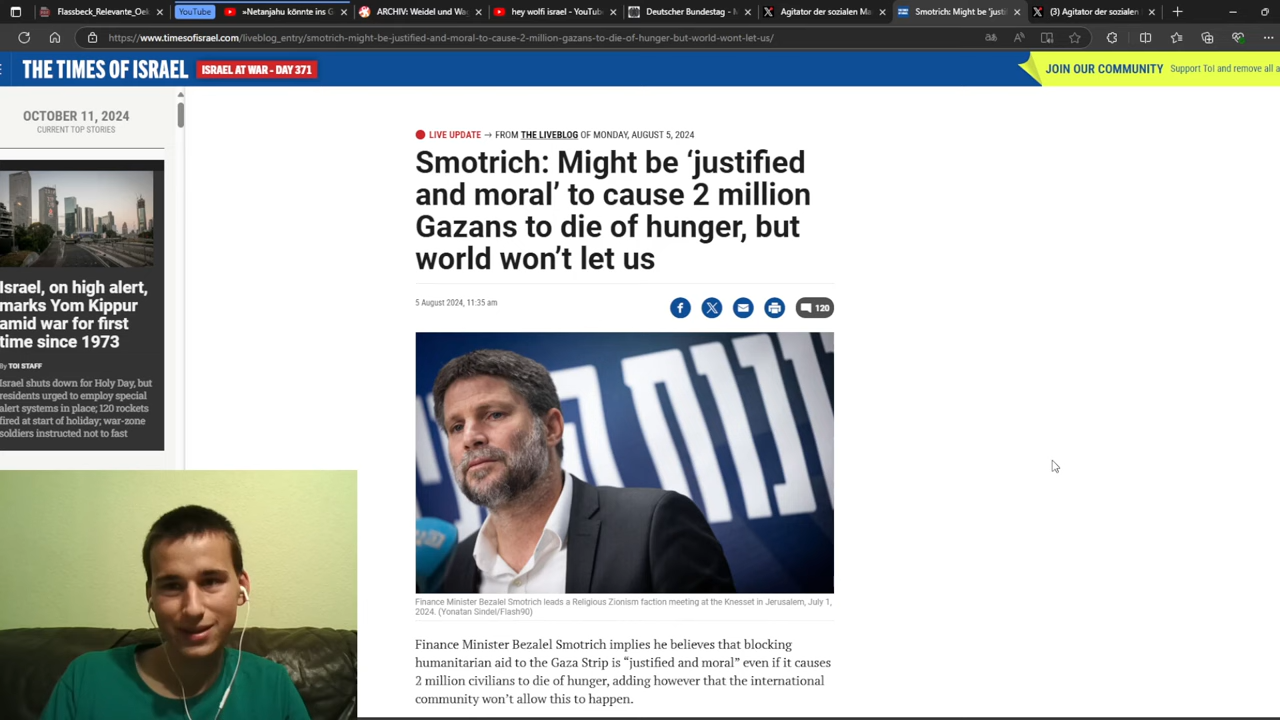 Flassbeck_Relevante_Oek
YouTube
»Netanjahu könnte ins G
ARCHIV: Weidel und Wa
hey wolfi israel - YouTub
Deutscher Bundestag - M
Agitator der sozialen Ma
Smotrich: Might be 'justi
(3) Agitator der sozialen
https://www.timesofisrael.com/liveblog_entry/smotrich-might-be-justified-and-moral-to-cause-2-million-gazans-to-die-of-hunger-but-world-wont-let-us/
THE TIMES OF ISRAEL
ISRAEL AT WAR - DAY 371
JOIN OUR COMMUNITY
Support ToI and remove all a
OCTOBER 11, 2024
CURRENT TOP STORIES
Israel, on high alert,
marks Yom Kippur
amid war for first
time since 1973
By TOI STAFF
Israel shuts down for Holy Day, but
residents urged to employ special
alert systems in place; 120 rockets
fired at start of holiday; war-zone
soldiers instructed not to fast
LIVE UPDATE → FROM THE LIVEBLOG OF MONDAY, AUGUST 5, 2024
Smotrich: Might be ‘justified
and moral’ to cause 2 million
Gazans to die of hunger, but
world won’t let us
5 August 2024, 11:35 am
120
Finance Minister Bezalel Smotrich leads a Religious Zionism faction meeting at the Knesset in Jerusalem, July 1,
2024. (Yonatan Sindel/Flash90)
Finance Minister Bezalel Smotrich implies he believes that blocking
humanitarian aid to the Gaza Strip is “justified and moral” even if it causes
2 million civilians to die of hunger, adding however that the international
community won’t allow this to happen.